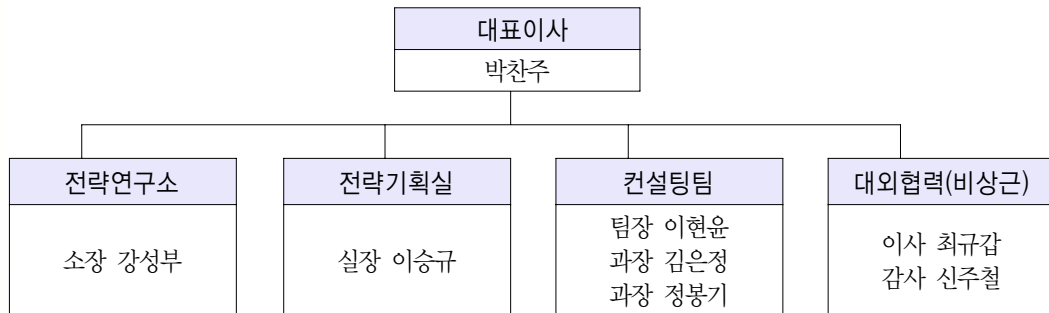 대표이사
박찬주
전략연구소
소장 강성부
전략기획실
실장 이승규
컨설팅팀
팀장 이현윤
과장 김은정
과장 정봉기
대외협력(비상근)
이사 최규갑
감사 신주철